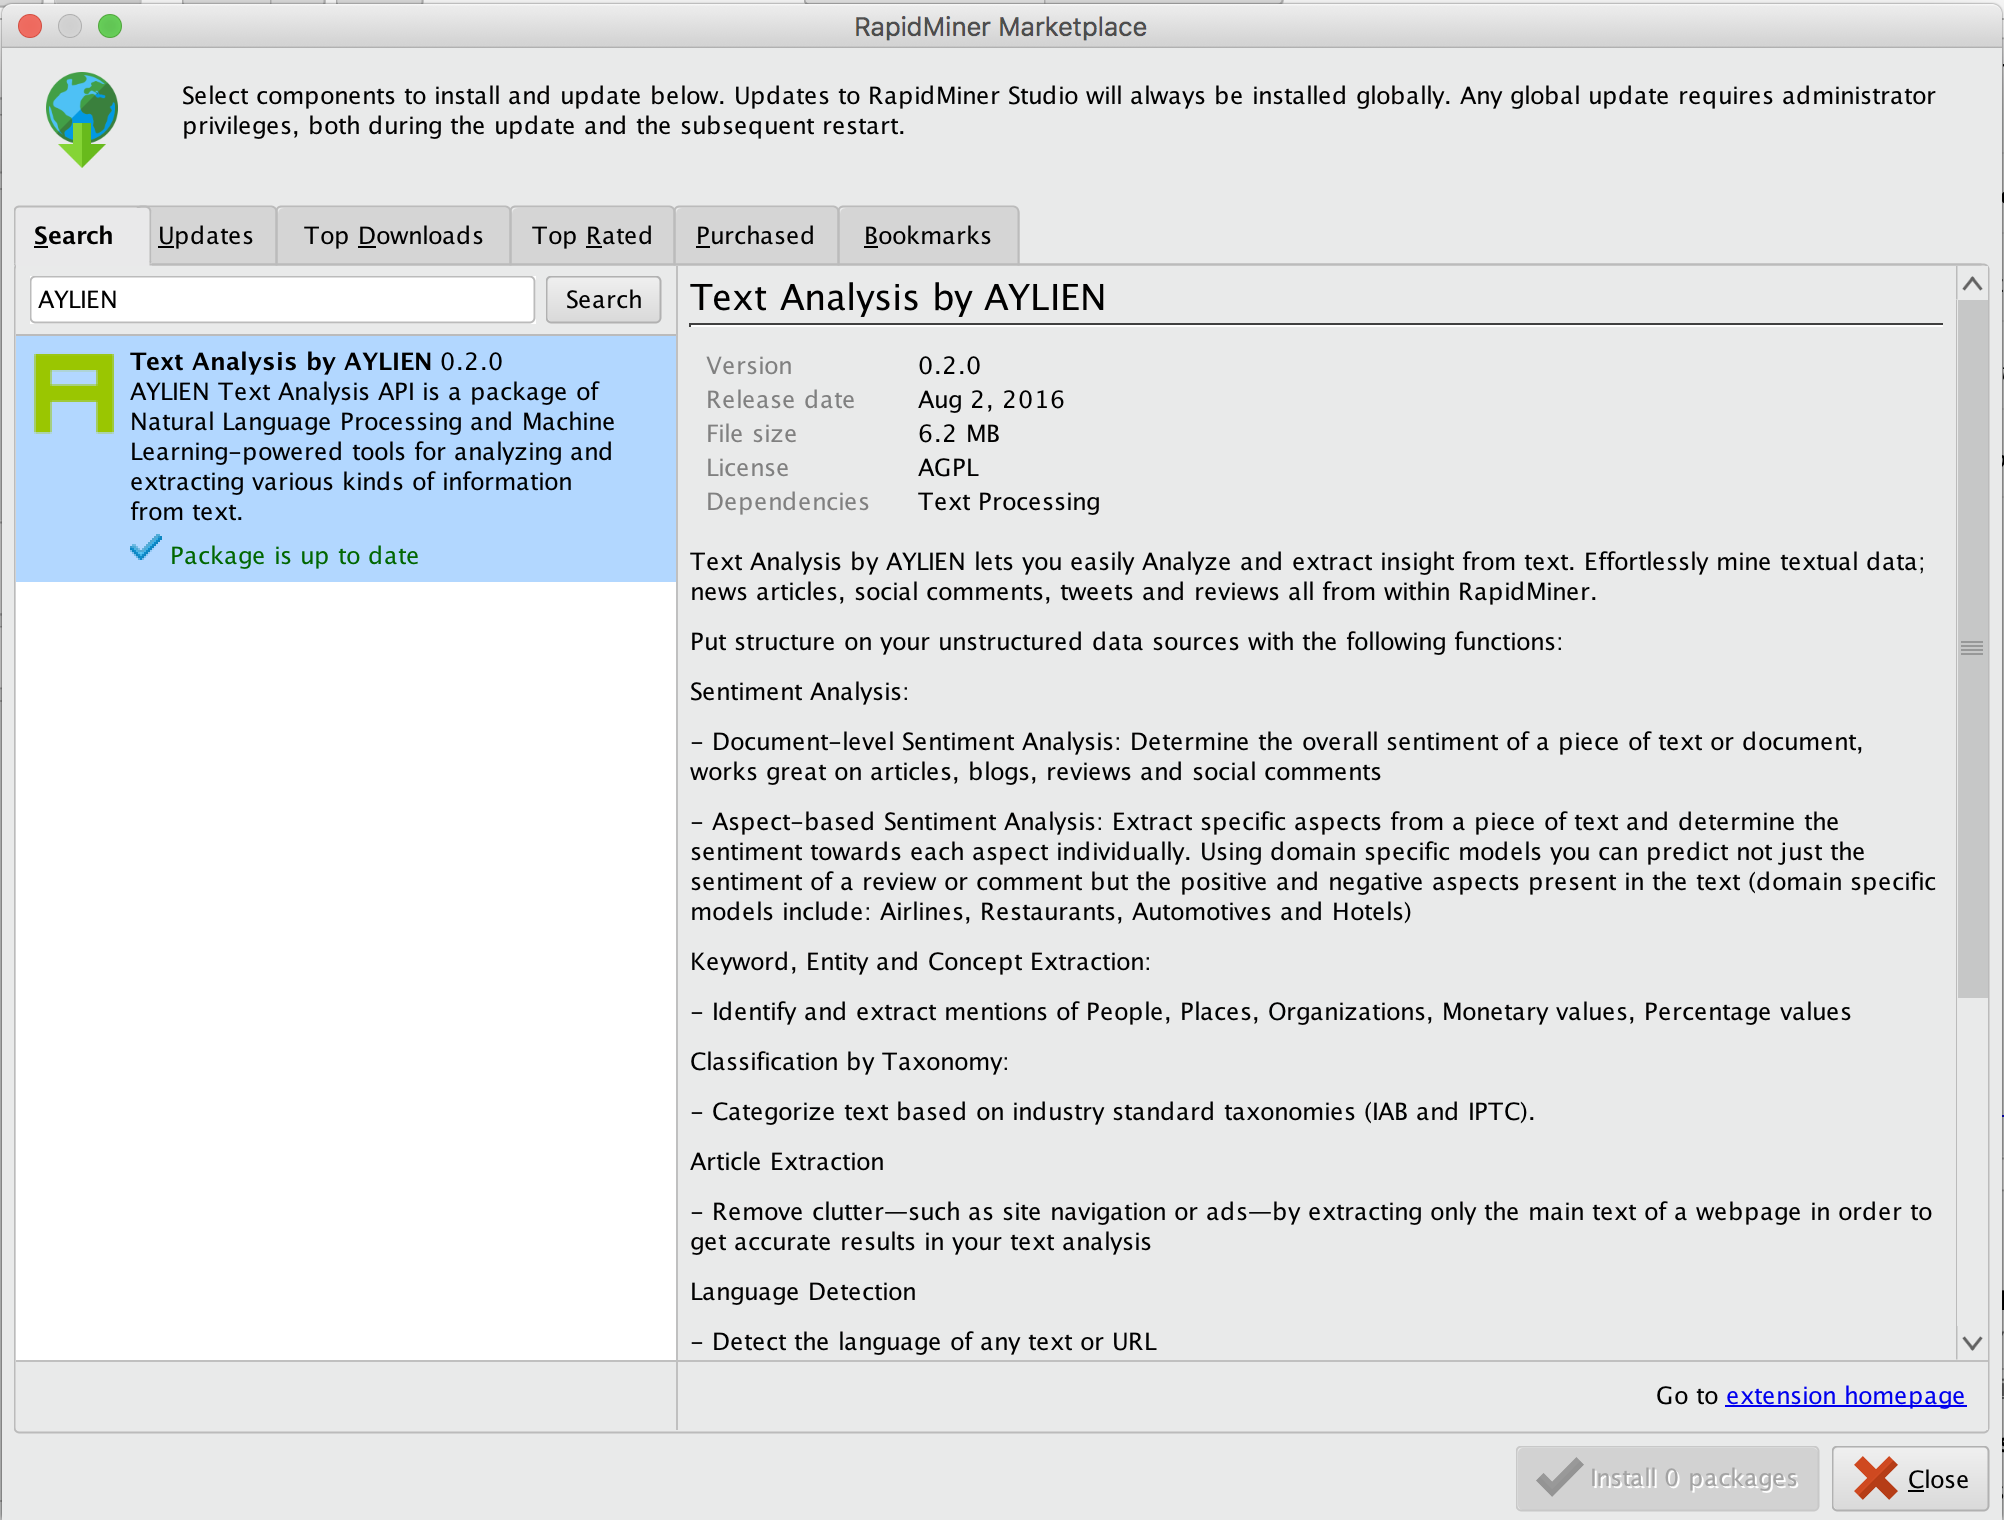 RapidMiner Marketplace
Select components to install and update below. Updates to RapidMiner Studio will always be installed globally. Any global update requires administrator
privileges, both during the update and the subsequent restart.
Search Updates Top Downloads Top Rated Purchased Bookmarks
AYLIEN Search
Text Analysis by AYLIEN 0.2.0
AYLIEN Text Analysis API is a package of
Natural Language Processing and Machine
Learning-powered tools for analyzing and
extracting various kinds of information
from text.
Package is up to date
Text Analysis by AYLIEN
Version 0.2.0
Release date Aug 2, 2016
File size 6.2 MB
License AGPL
Dependencies Text Processing
Text Analysis by AYLIEN lets you easily Analyze and extract insight from text. Effortlessly mine textual data;
news articles, social comments, tweets and reviews all from within RapidMiner.
Put structure on your unstructured data sources with the following functions:
Sentiment Analysis:
- Document-level Sentiment Analysis: Determine the overall sentiment of a piece of text or document,
works great on articles, blogs, reviews and social comments
- Aspect-based Sentiment Analysis: Extract specific aspects from a piece of text and determine the
sentiment towards each aspect individually. Using domain specific models you can predict not just the
sentiment of a review or comment but the positive and negative aspects present in the text (domain specific
models include: Airlines, Restaurants, Automotives and Hotels)
Keyword, Entity and Concept Extraction:
- Identify and extract mentions of People, Places, Organizations, Monetary values, Percentage values
Classification by Taxonomy:
- Categorize text based on industry standard taxonomies (IAB and IPTC).
Article Extraction
- Remove clutter—such as site navigation or ads—by extracting only the main text of a webpage in order to
get accurate results in your text analysis
Language Detection
- Detect the language of any text or URL
Go to extension homepage
Install 0 packages Close